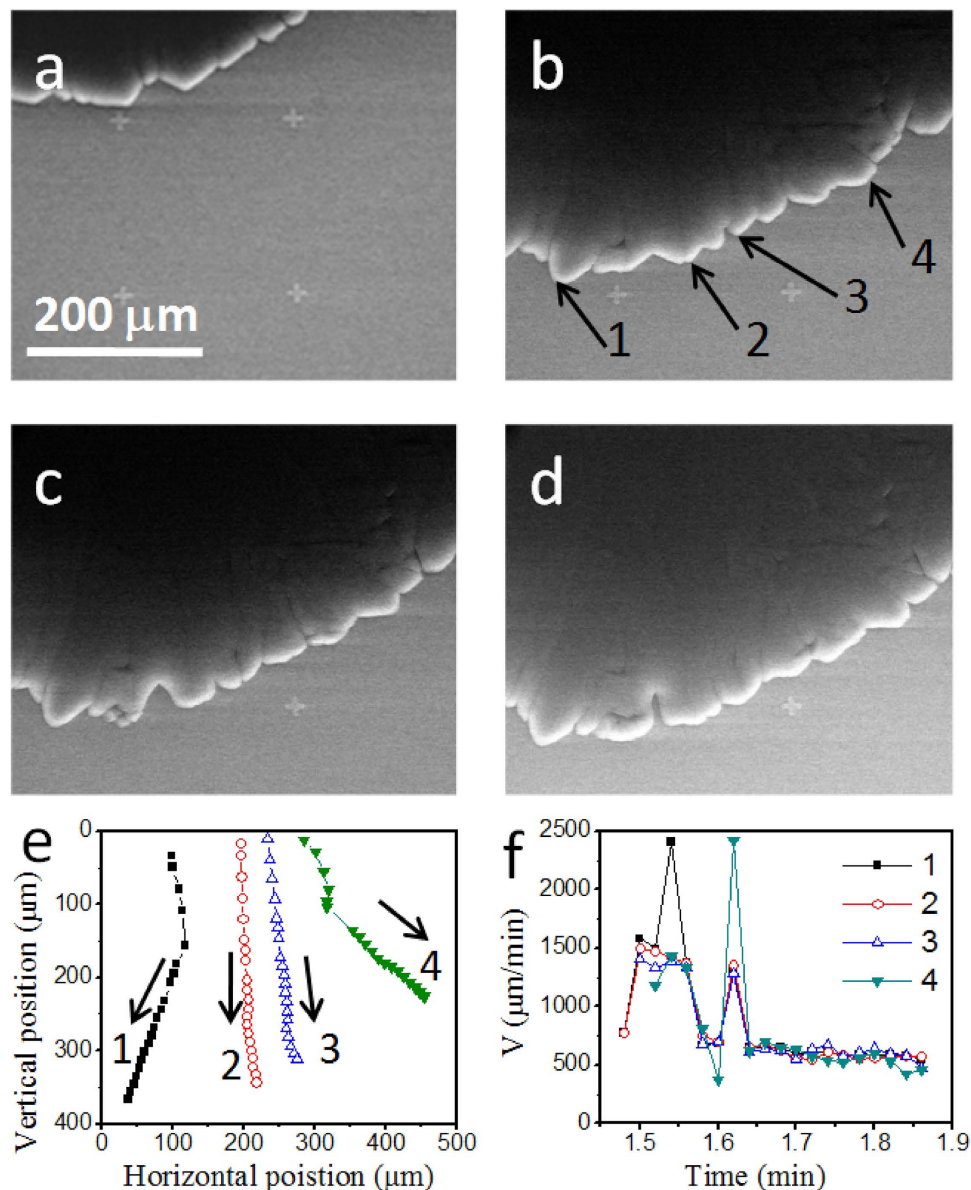 a
200 μm
b
1
2
3
4
c
d
e
0
100
200
300
400
Vertical position (μm)
1
2
3
4
0 100 200 300 400 500
Horizontal poistion (μm)
f
2500
2000
1500
1000
500
0
V (μm/min)
1
2
3
4
1.5 1.6 1.7 1.8 1.9
Time (min)